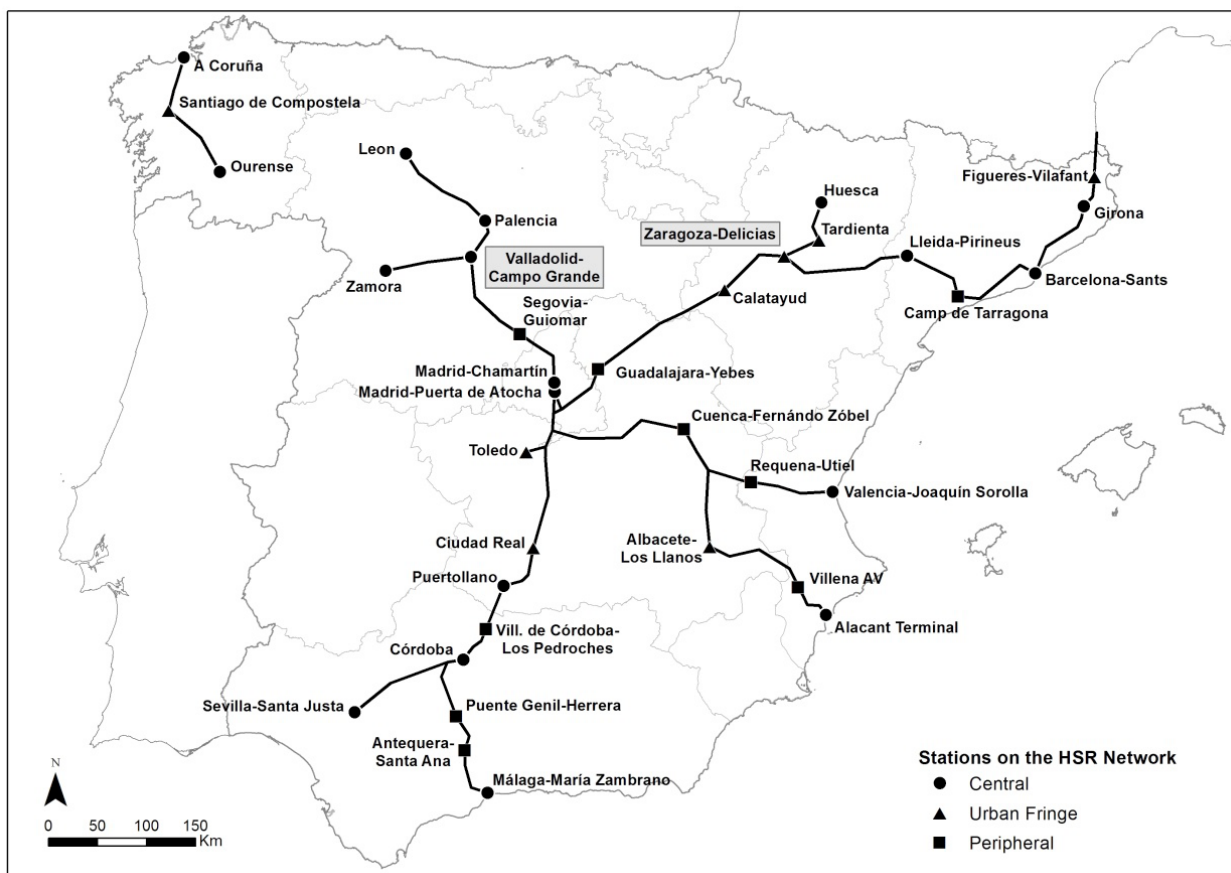 A Coruña
Santiago de Compostela
Ourense
Leon
Palencia
Valladolid-
Campo Grande
Zamora
Segovia-
Guiomar
Madrid-Chamartín
Madrid-Puerta de Atocha
Huesca
Tardienta
Zaragoza-Delicias
Calatayud
Guadalajara-Yebes
Lleida-Pirineus
Camp de Tarragona
Figueres-Vilafant
Girona
Barcelona-Sants
Toledo
Cuenca-Fernándo Zóbel
Requena-Utiel
Valencia-Joaquín Sorolla
Albacete-
Los Llanos
Villena AV
Alacant Terminal
Ciudad Real
Puertollano
Vill. de Córdoba-
Los Pedroches
Córdoba
Sevilla-Santa Justa
Puente Genil-Herrera
Antequera-
Santa Ana
Málaga-María Zambrano
N
0 50 100 150
Km
Stations on the HSR Network
Central
Urban Fringe
Peripheral